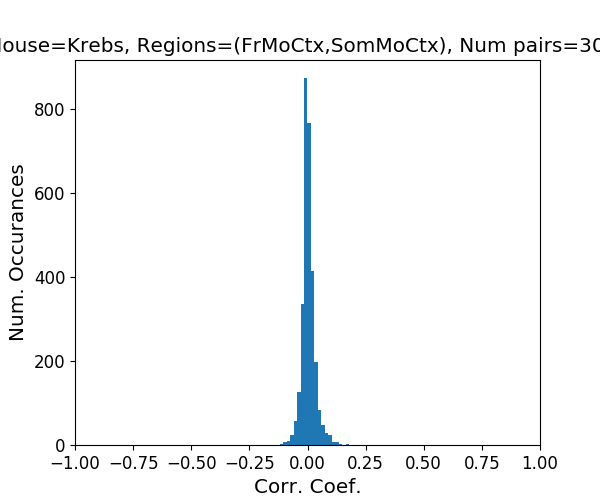 ouse=Krebs, Regions=(FrMoCtx,SomMoCtx), Num pairs=30
Num. Occurances
800
600
400
200
0
−1.00 −0.75 −0.50 −0.25 0.00 0.25 0.50 0.75 1.00
Corr. Coef.